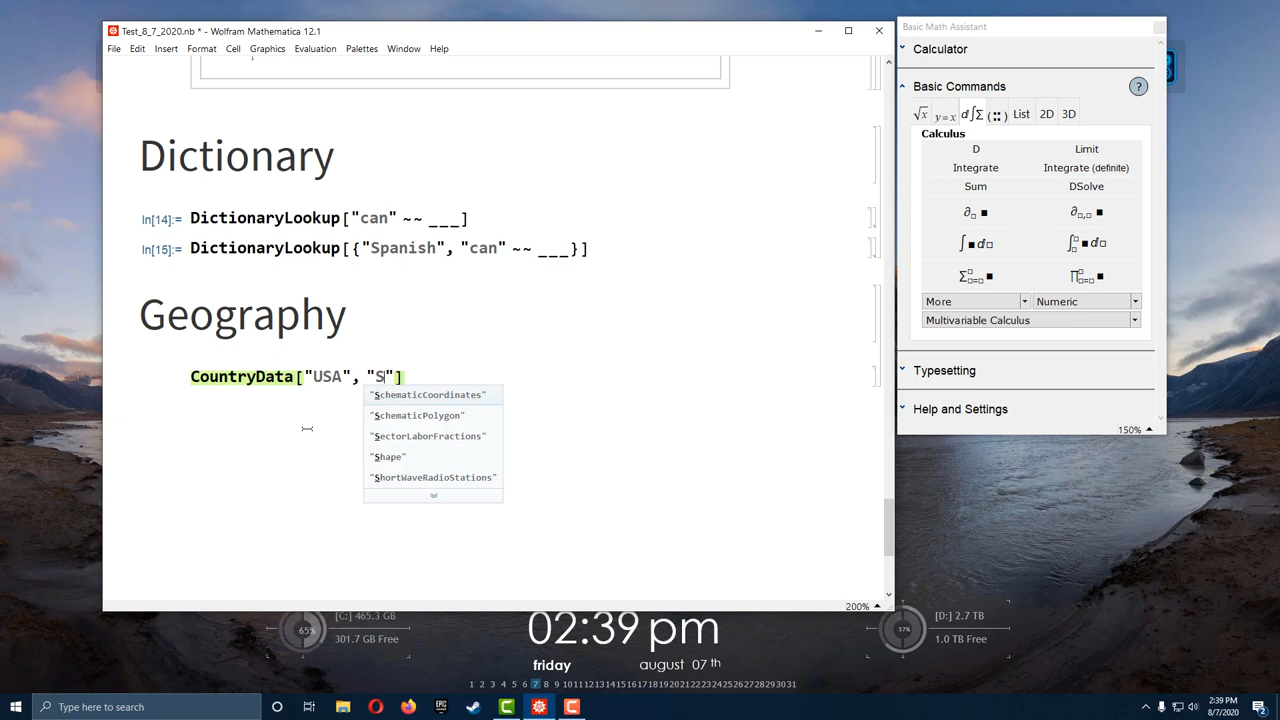 Test_8_7_2020.nb * - Wolfram Mathematica 12.1
File Edit Insert Format Cell Graphics Evaluation Palettes Window Help
Dictionary
In[14]:= DictionaryLookup["can" ~~ ___]
In[15]:= DictionaryLookup[{"Spanish", "can" ~~ ___}]
Geography
CountryData["USA", "S"]
"SchematicCoordinates"
"SchematicPolygon"
"SectorLaborFractions"
"Shape"
"ShortWaveRadioStations"
200%
Basic Math Assistant
Calculator
Basic Commands
?
√x y=x d∫Σ (::) List 2D 3D
Calculus
D Limit
Integrate Integrate (definite)
Sum DSolve
∂□ ■ ∂□,□ ■
∫■ d□ ∫□□ ■ d□
Σ□□=□ ■ ∏□□=□ ■
More Numeric
Multivariable Calculus
Typesetting
Help and Settings
150%
65%
[C:] 465.3 GB
301.7 GB Free
02:39 pm
friday august 07 th
1 2 3 4 5 6 7 8 9 10 11 12 13 14 15 16 17 18 19 20 21 22 23 24 25 26 27 28 29 30 31
37%
[D:] 2.7 TB
1.0 TB Free
Type here to search
EPIC GAMES
2:39 PM
8/7/2020
2